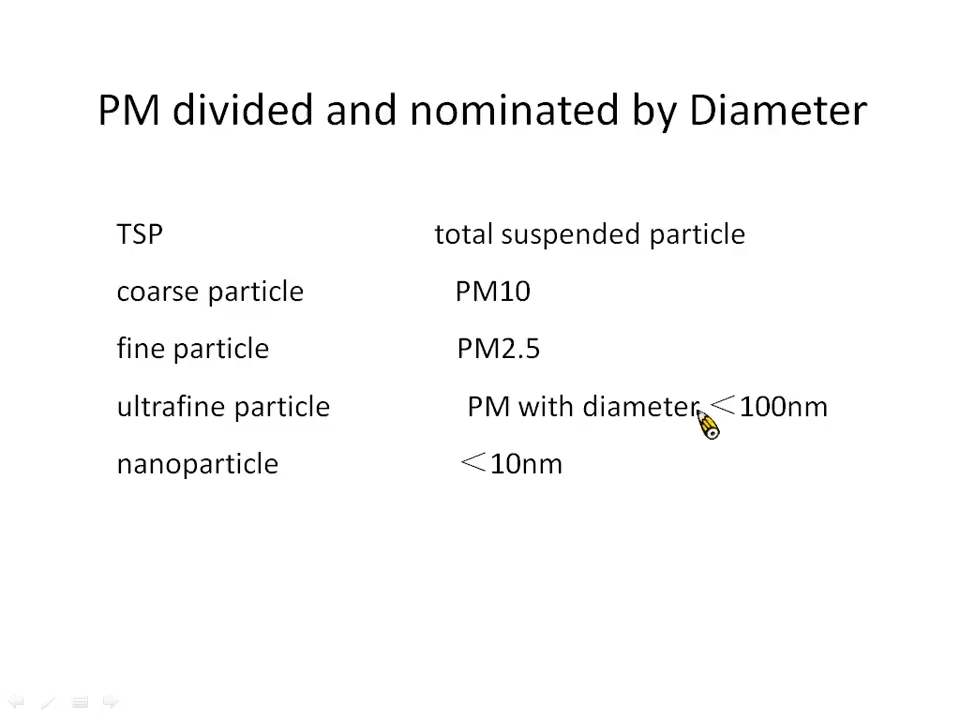 PM divided and nominated by Diameter
TSP total suspended particle
coarse particle PM10
fine particle PM2.5
ultrafine particle PM with diameter <100nm
nanoparticle <10nm